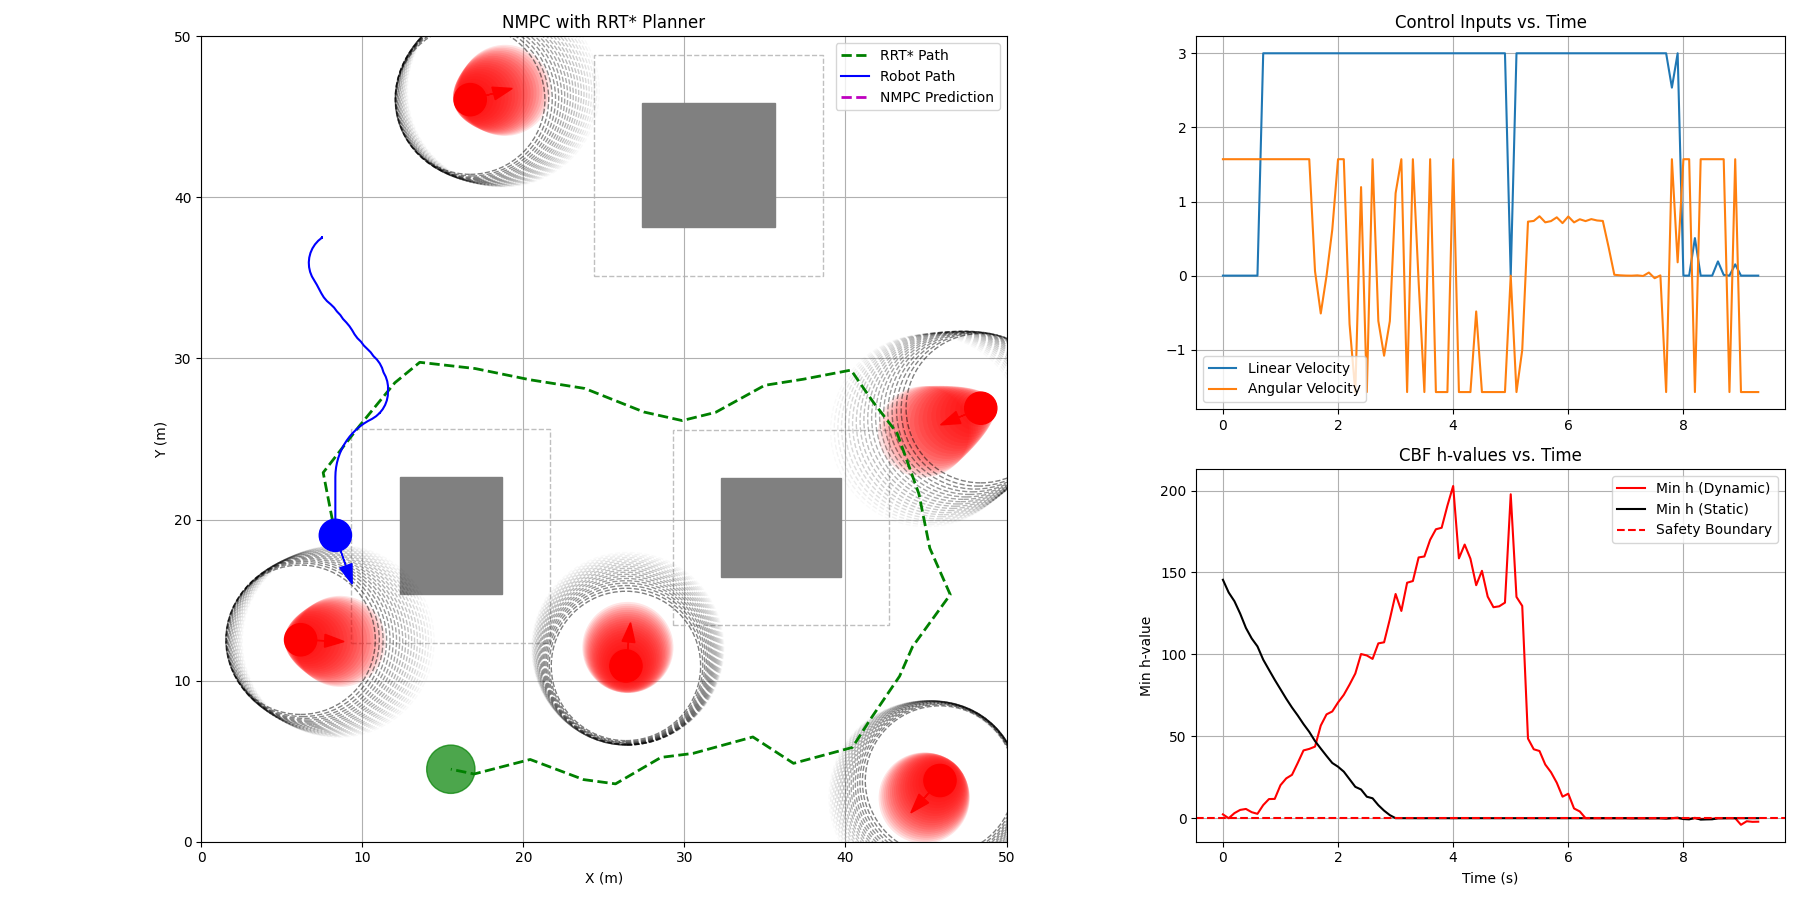 NMPC with RRT* Planner
RRT* Path
Robot Path
NMPC Prediction
Y (m)
50
40
30
20
10
0
0 10 20 30 40 50
X (m)
Control Inputs vs. Time
3
2
1
0
−1
Linear Velocity
Angular Velocity
0 2 4 6 8
CBF h-values vs. Time
Min h (Dynamic)
Min h (Static)
Safety Boundary
Min h-value
200
150
100
50
0
0 2 4 6 8
Time (s)